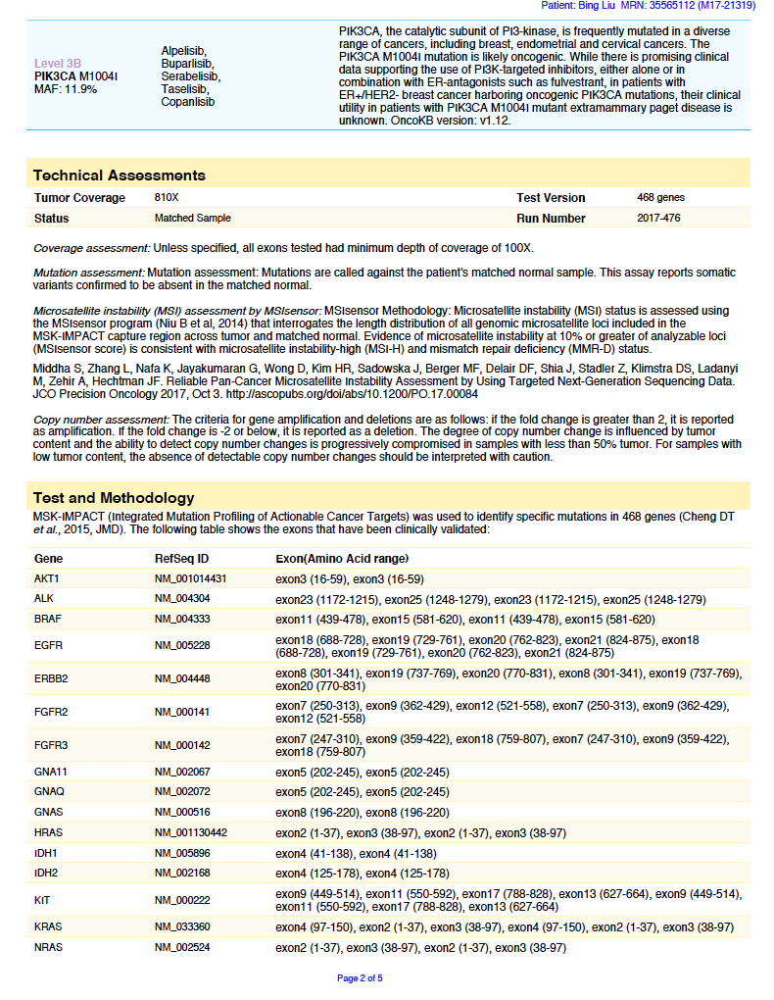 Patient: Bing Liu MRN: 35565112 (M17-21319)
Level 3B
PIK3CA M1004I
MAF: 11.9%
Alpelisib,
Buparlisib,
Serabelisib,
Taselisib,
Copanlisib
PIK3CA, the catalytic subunit of PI3-kinase, is frequently mutated in a diverse
range of cancers, including breast, endometrial and cervical cancers. The
PIK3CA M1004I mutation is likely oncogenic. While there is promising clinical
data supporting the use of PI3K-targeted inhibitors, either alone or in
combination with ER-antagonists such as fulvestrant, in patients with
ER+/HER2- breast cancer harboring oncogenic PIK3CA mutations, their clinical
utility in patients with PIK3CA M1004I mutant extramammary paget disease is
unknown. OncoKB version: v1.12.
Technical Assessments
Tumor Coverage 810X Test Version 468 genes
Status Matched Sample Run Number 2017-476
Coverage assessment: Unless specified, all exons tested had minimum depth of coverage of 100X.
Mutation assessment: Mutation assessment: Mutations are called against the patient's matched normal sample. This assay reports somatic
variants confirmed to be absent in the matched normal.
Microsatellite instability (MSI) assessment by MSIsensor: MSIsensor Methodology: Microsatellite instability (MSI) status is assessed using
the MSIsensor program (Niu B et al, 2014) that interrogates the length distribution of all genomic microsatellite loci included in the
MSK-IMPACT capture region across tumor and matched normal. Evidence of microsatellite instability at 10% or greater of analyzable loci
(MSIsensor score) is consistent with microsatellite instability-high (MSI-H) and mismatch repair deficiency (MMR-D) status.
Middha S, Zhang L, Nafa K, Jayakumaran G, Wong D, Kim HR, Sadowska J, Berger MF, Delair DF, Shia J, Stadler Z, Klimstra DS, Ladanyi
M, Zehir A, Hechtman JF. Reliable Pan-Cancer Microsatellite Instability Assessment by Using Targeted Next-Generation Sequencing Data.
JCO Precision Oncology 2017, Oct 3. http://ascopubs.org/doi/abs/10.1200/PO.17.00084
Copy number assessment: The criteria for gene amplification and deletions are as follows: if the fold change is greater than 2, it is reported
as amplification. If the fold change is -2 or below, it is reported as a deletion. The degree of copy number change is influenced by tumor
content and the ability to detect copy number changes is progressively compromised in samples with less than 50% tumor. For samples with
low tumor content, the absence of detectable copy number changes should be interpreted with caution.
Test and Methodology
MSK-IMPACT (Integrated Mutation Profiling of Actionable Cancer Targets) was used to identify specific mutations in 468 genes (Cheng DT
et al., 2015, JMD). The following table shows the exons that have been clinically validated:
Gene RefSeq ID Exon(Amino Acid range)
AKT1 NM_001014431 exon3 (16-59), exon3 (16-59)
ALK NM_004304 exon23 (1172-1215), exon25 (1248-1279), exon23 (1172-1215), exon25 (1248-1279)
BRAF NM_004333 exon11 (439-478), exon15 (581-620), exon11 (439-478), exon15 (581-620)
EGFR NM_005228 exon18 (688-728), exon19 (729-761), exon20 (762-823), exon21 (824-875), exon18
(688-728), exon19 (729-761), exon20 (762-823), exon21 (824-875)
ERBB2 NM_004448 exon8 (301-341), exon19 (737-769), exon20 (770-831), exon8 (301-341), exon19 (737-769),
exon20 (770-831)
FGFR2 NM_000141 exon7 (250-313), exon9 (362-429), exon12 (521-558), exon7 (250-313), exon9 (362-429),
exon12 (521-558)
FGFR3 NM_000142 exon7 (247-310), exon9 (359-422), exon18 (759-807), exon7 (247-310), exon9 (359-422),
exon18 (759-807)
GNA11 NM_002067 exon5 (202-245), exon5 (202-245)
GNAQ NM_002072 exon5 (202-245), exon5 (202-245)
GNAS NM_000516 exon8 (196-220), exon8 (196-220)
HRAS NM_001130442 exon2 (1-37), exon3 (38-97), exon2 (1-37), exon3 (38-97)
IDH1 NM_005896 exon4 (41-138), exon4 (41-138)
IDH2 NM_002168 exon4 (125-178), exon4 (125-178)
KIT NM_000222 exon9 (449-514), exon11 (550-592), exon17 (788-828), exon13 (627-664), exon9 (449-514),
exon11 (550-592), exon17 (788-828), exon13 (627-664)
KRAS NM_033360 exon4 (97-150), exon2 (1-37), exon3 (38-97), exon4 (97-150), exon2 (1-37), exon3 (38-97)
NRAS NM_002524 exon2 (1-37), exon3 (38-97), exon2 (1-37), exon3 (38-97)
Page 2 of 5